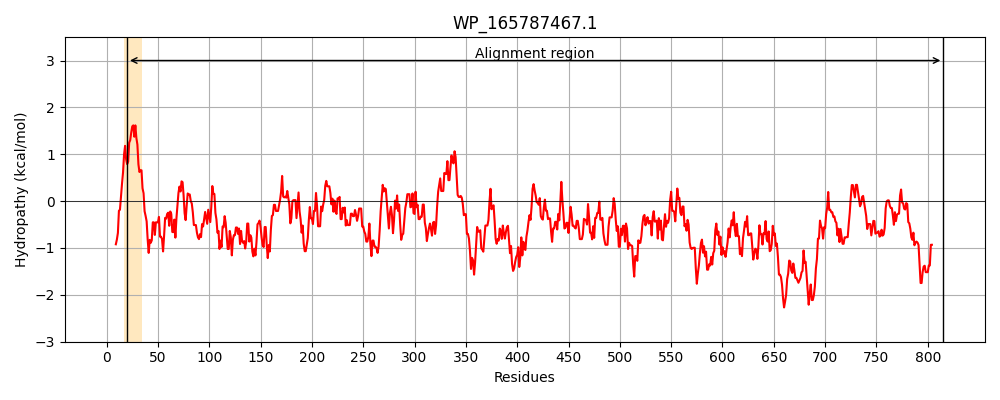 WP_165787467.1
Alignment region
Hydropathy (kcal/mol)
3
2
1
0
−1
−2
−3
0 50 100 150 200 250 300 350 400 450 500 550 600 650 700 750 800
Residues